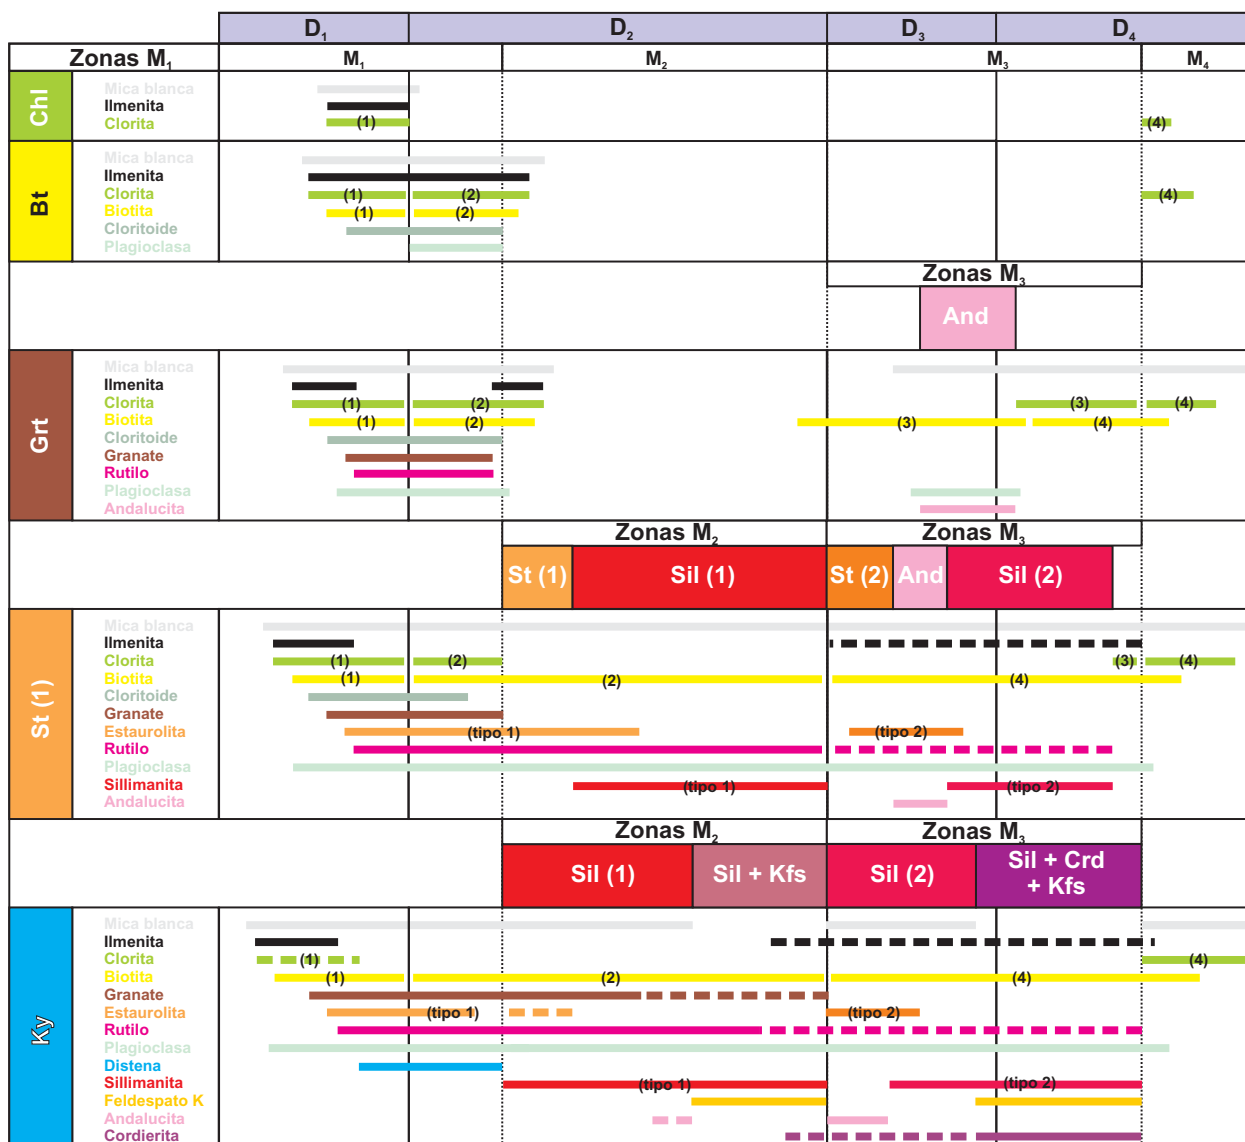 D1 D2 D3 D4
Zonas M1 M1 M2 M3 M4
Chl
Mica blanca
Ilmenita
Clorita (1) (4)
Bt
Mica blanca
Ilmenita
Clorita (1) (2) (4)
Biotita (1) (2)
Cloritoide
Plagioclasa
Zonas M3
And
Grt
Mica blanca
Ilmenita
Clorita (1) (2) (3) (4)
Biotita (1) (2) (3) (4)
Cloritoide
Granate
Rutilo
Plagioclasa
Andalucita
Zonas M2 Zonas M3
St (1) Sil (1) St (2) And Sil (2)
St (1)
Mica blanca
Ilmenita
Clorita (1) (2) (3) (4)
Biotita (1) (2) (4)
Cloritoide
Granate
Estaurolita (tipo 1) (tipo 2)
Rutilo
Plagioclasa
Sillimanita (tipo 1) (tipo 2)
Andalucita
Zonas M2 Zonas M3
Sil (1) Sil + Kfs Sil (2) Sil + Crd
+ Kfs
Ky
Mica blanca
Ilmenita
Clorita (1) (4)
Biotita (1) (2) (4)
Granate
Estaurolita (tipo 1) (tipo 2)
Rutilo
Plagioclasa
Distena
Sillimanita (tipo 1) (tipo 2)
Feldespato K
Andalucita
Cordierita